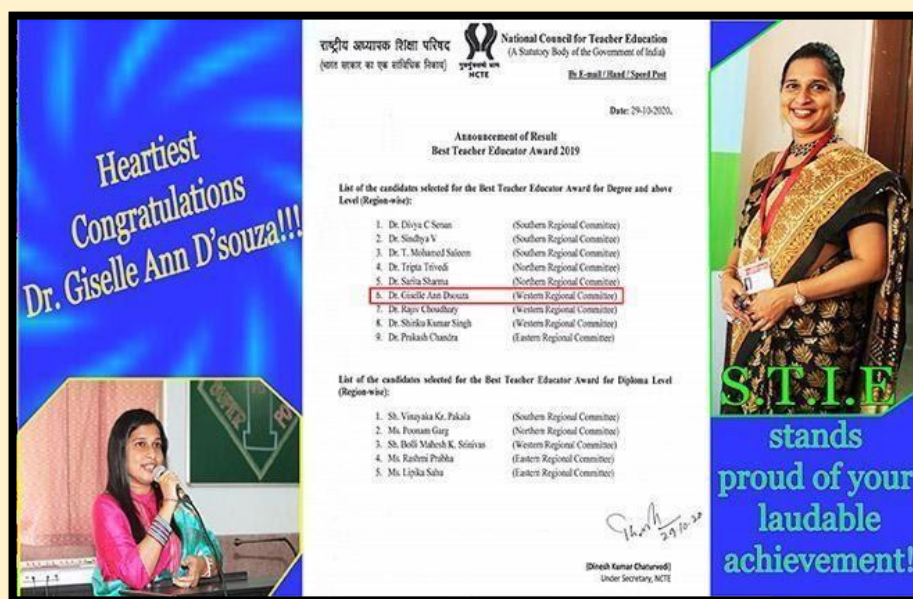 Heartiest
Congratulations
Dr. Giselle Ann D'souza!!!
राष्ट्रीय अध्यापक शिक्षा परिषद
(भारत सरकार का एक सांविधिक निकाय)
NCTE
National Council for Teacher Education
(A Statutory Body of the Government of India)
By E-mail / Hand / Speed Post
Date: 29-10-2020.
Announcement of Result
Best Teacher Educator Award 2019
List of the candidates selected for the Best Teacher Educator Award for Degree and above
Level (Region-wise):
1. Dr. Divya C Senan (Southern Regional Committee)
2. Dr. Sindhya V (Southern Regional Committee)
3. Dr. T. Mohamed Saleem (Southern Regional Committee)
4. Dr. Tripta Trivedi (Northern Regional Committee)
5. Dr. Sarita Sharma (Northern Regional Committee)
6. Dr. Giselle Ann Dsouza (Western Regional Committee)
7. Dr. Rajiv Choudhary (Western Regional Committee)
8. Dr. Shirish Kumar Singh (Western Regional Committee)
9. Dr. Prakash Chandra (Eastern Regional Committee)
List of the candidates selected for the Best Teacher Educator Award for Diploma Level
(Region-wise):
1. Sh. Vinayaka Kr. Pakala (Southern Regional Committee)
2. Ms. Poonam Garg (Northern Regional Committee)
3. Sh. Bolli Mahesh K. Srinivas (Western Regional Committee)
4. Ms. Rashmi Prabha (Eastern Regional Committee)
5. Ms. Lipika Saha (Eastern Regional Committee)
29-10-20
(Dinesh Kumar Chaturvedi)
Under Secretary, NCTE
S.T.I.E
stands
proud of your
laudable
achievement!